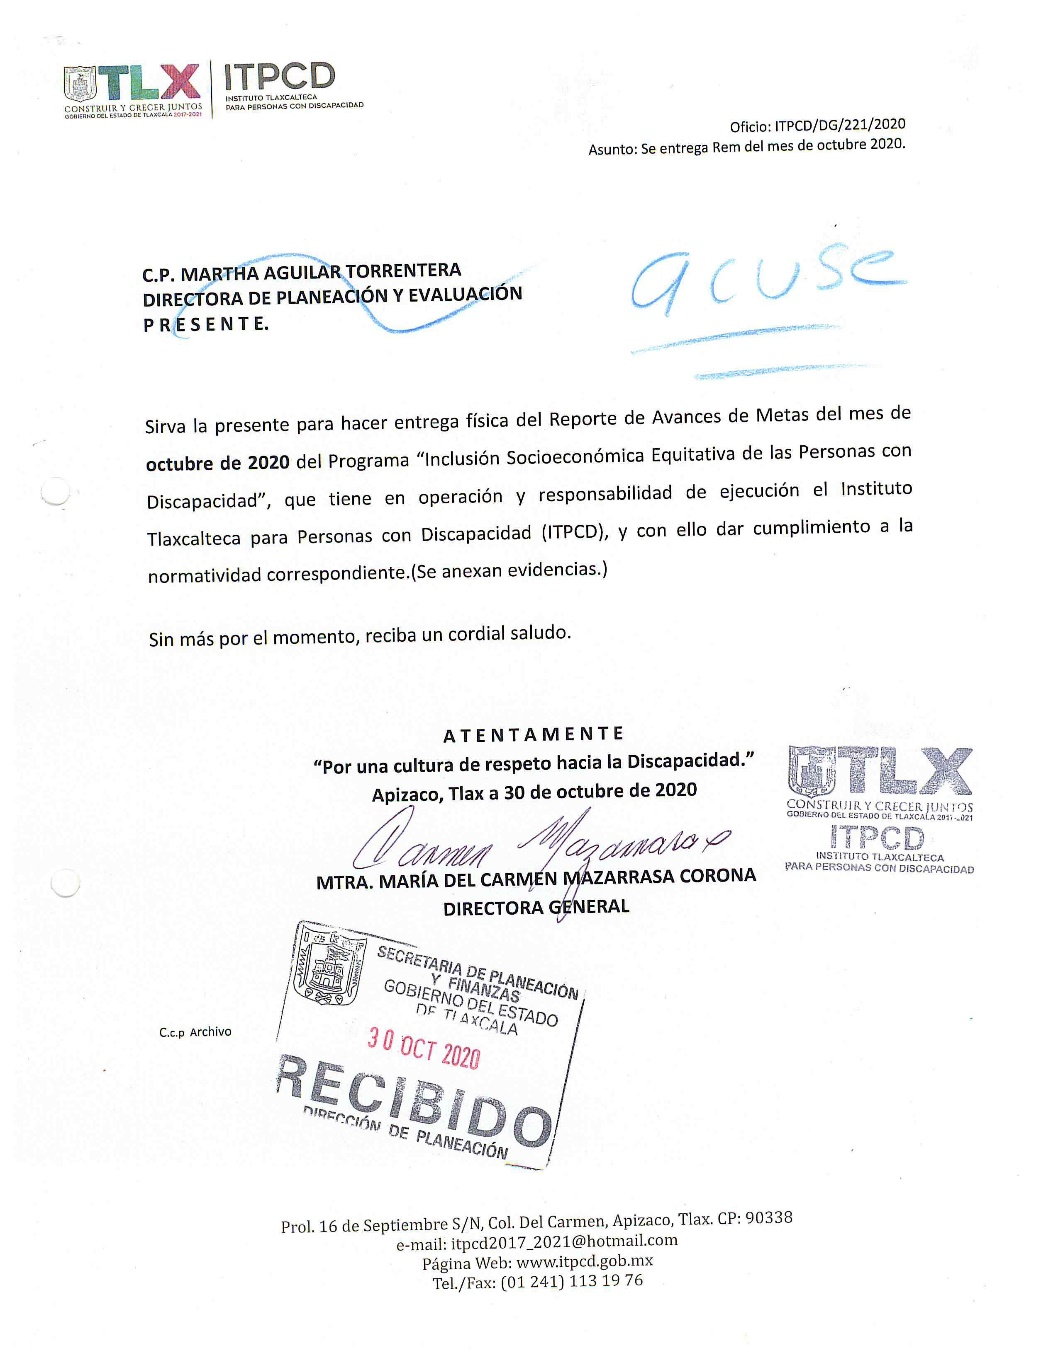 TLX
CONSTRUIR Y CRECER JUNTOS
GOBIERNO DEL ESTADO DE TLAXCALA 2017-2021
ITPCD
INSTITUTO TLAXCALTECA
PARA PERSONAS CON DISCAPACIDAD
Oficio: ITPCD/DG/221/2020
Asunto: Se entrega Rem del mes de octubre 2020.
acuse
C.P. MARTHA AGUILAR TORRENTERA
DIRECTORA DE PLANEACIÓN Y EVALUACIÓN
P R E S E N T E.
Sirva la presente para hacer entrega física del Reporte de Avances de Metas del mes de
octubre de 2020 del Programa “Inclusión Socioeconómica Equitativa de las Personas con
Discapacidad”, que tiene en operación y responsabilidad de ejecución el Instituto
Tlaxcalteca para Personas con Discapacidad (ITPCD), y con ello dar cumplimiento a la
normatividad correspondiente.(Se anexan evidencias.)
Sin más por el momento, reciba un cordial saludo.
A T E N T A M E N T E
“Por una cultura de respeto hacia la Discapacidad.”
Apizaco, Tlax a 30 de octubre de 2020
Carmen Mazarrasa
MTRA. MARÍA DEL CARMEN MAZARRASA CORONA
DIRECTORA GENERAL
TLX
CONSTRUIR Y CRECER JUNTOS
GOBIERNO DEL ESTADO DE TLAXCALA 2017-2021
ITPCD
INSTITUTO TLAXCALTECA
PARA PERSONAS CON DISCAPACIDAD
SECRETARIA DE PLANEACIÓN
Y FINANZAS
GOBIERNO DEL ESTADO
DE TLAXCALA
30 OCT 2020
RECIBIDO
DIRECCIÓN DE PLANEACIÓN
C.c.p Archivo
Prol. 16 de Septiembre S/N, Col. Del Carmen, Apizaco, Tlax. CP: 90338
e-mail: itpcd2017_2021@hotmail.com
Página Web: www.itpcd.gob.mx
Tel./Fax: (01 241) 113 19 76